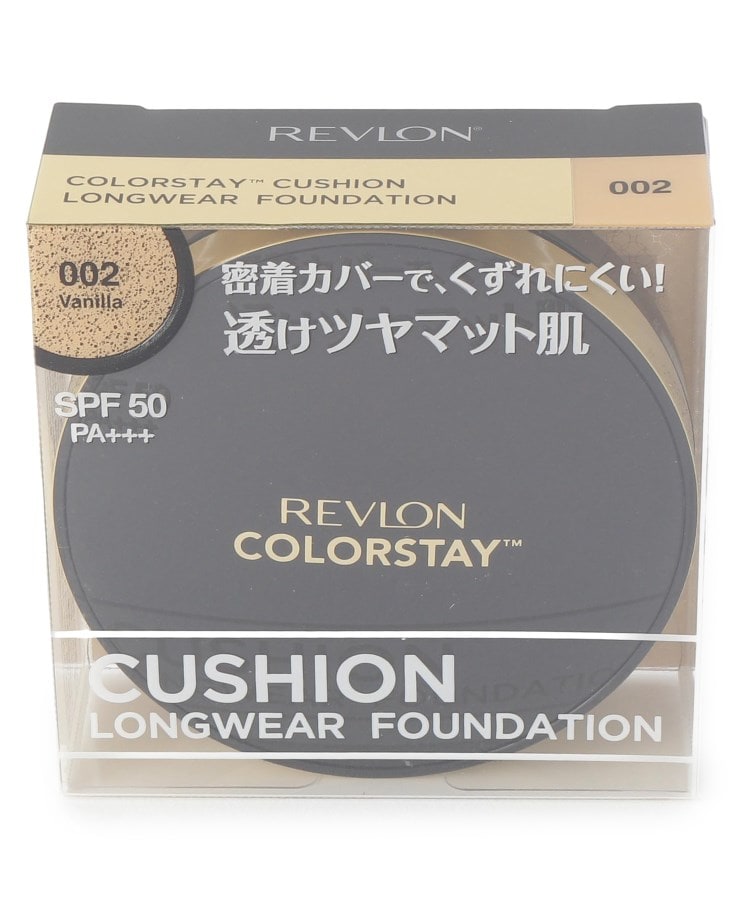 REVLON®
COLORSTAY™ CUSHION
LONGWEAR FOUNDATION
002
002
Vanilla
密着カバーで、くずれにくい!
透けツヤマット肌
SPF 50
PA+++
REVLON
COLORSTAY™
CUSHION
LONGWEAR FOUNDATION